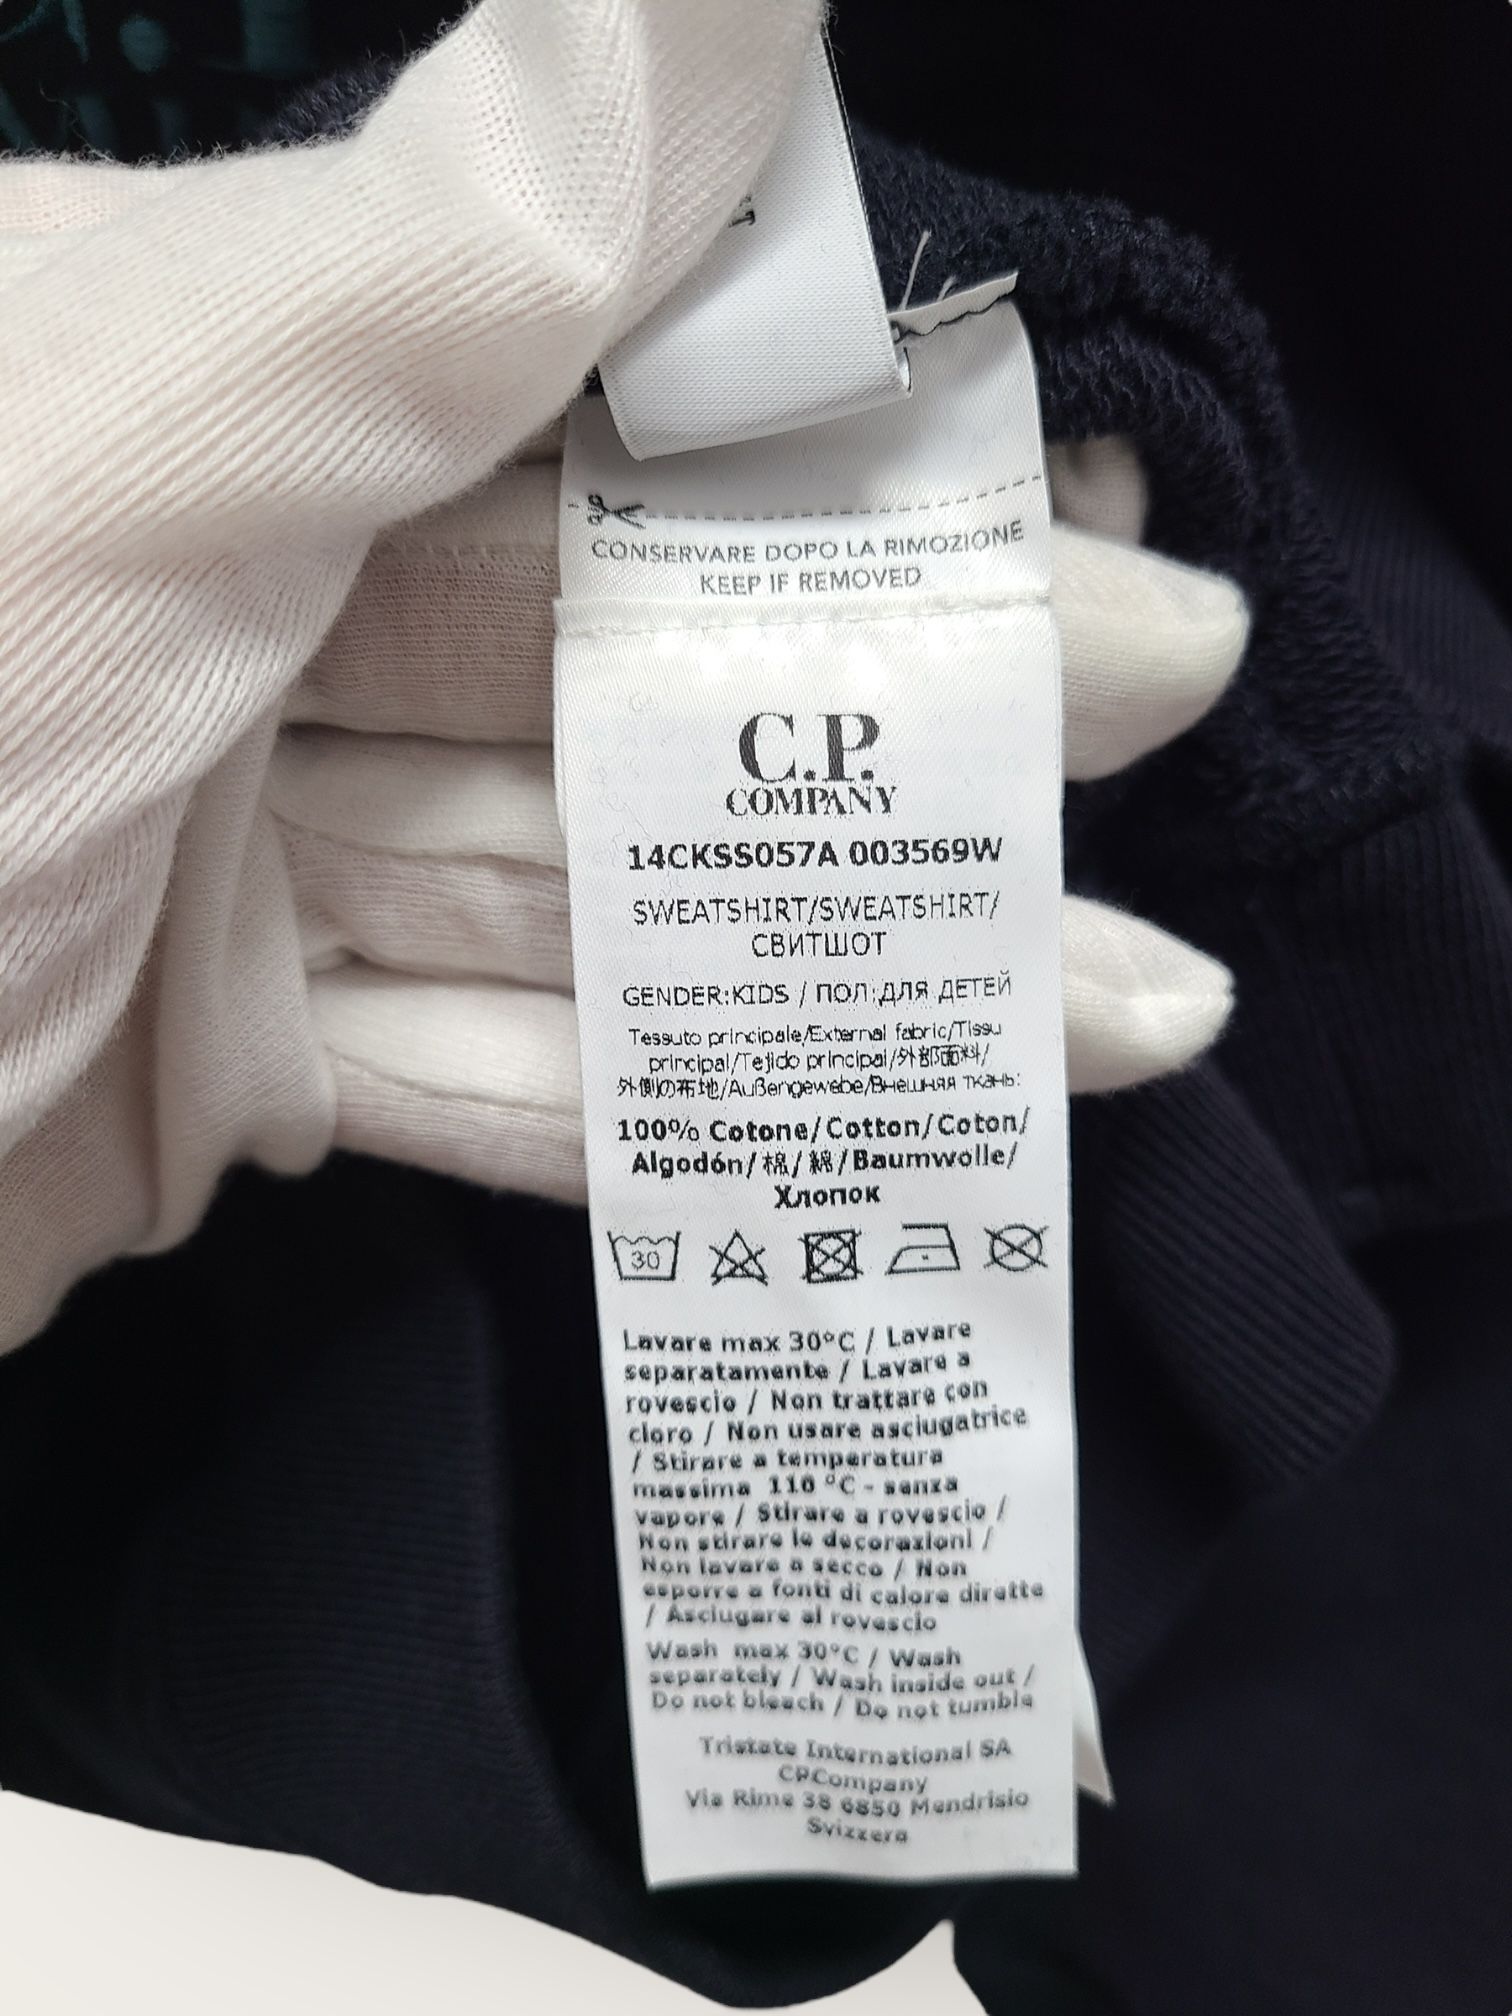 CONSERVARE DOPO LA RIMOZIONE
KEEP IF REMOVED
C.P.
COMPANY
14CKSS057A 003569W
SWEATSHIRT/SWEATSHIRT/
СВИТШОТ
GENDER:KIDS / ПОЛ:ДЛЯ ДЕТЕЙ
Tessuto principale/External fabric/Tissu
principal/Tejido principal/外部面料/
外側の布地/Außengewebe/Внешняя ткань:
100% Cotone/Cotton/Coton/
Algodón/棉/綿/Baumwolle/
Хлопок
30
Lavare max 30°C / Lavare
separatamente / Lavare a
rovescio / Non trattare con
cloro / Non usare asciugatrice
/ Stirare a temperatura
massima 110 °C - senza
vapore / Stirare a rovescio /
Non stirare le decorazioni /
Non lavare a secco / Non
esporre a fonti di calore dirette
/ Asciugare al rovescio
Wash max 30°C / Wash
separately / Wash inside out /
Do not bleach / Do not tumble
Tristate International SA
CPCompany
Via Rime 38 6850 Mendrisio
Svizzera